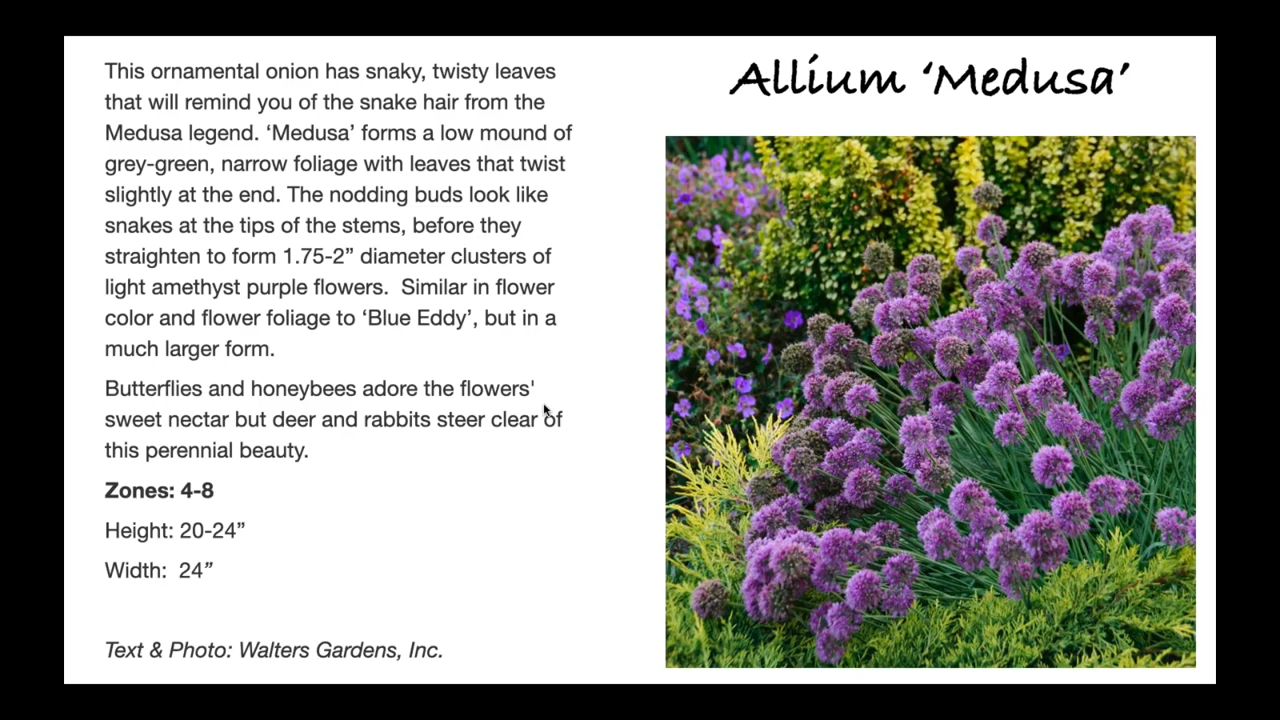 Allium ‘Medusa’
This ornamental onion has snaky, twisty leaves
that will remind you of the snake hair from the
Medusa legend. ‘Medusa’ forms a low mound of
grey-green, narrow foliage with leaves that twist
slightly at the end. The nodding buds look like
snakes at the tips of the stems, before they
straighten to form 1.75-2” diameter clusters of
light amethyst purple flowers.  Similar in flower
color and flower foliage to ‘Blue Eddy’, but in a
much larger form.
Butterflies and honeybees adore the flowers'
sweet nectar but deer and rabbits steer clear of
this perennial beauty.
Zones: 4-8
Height: 20-24”
Width:  24”
Text & Photo: Walters Gardens, Inc.